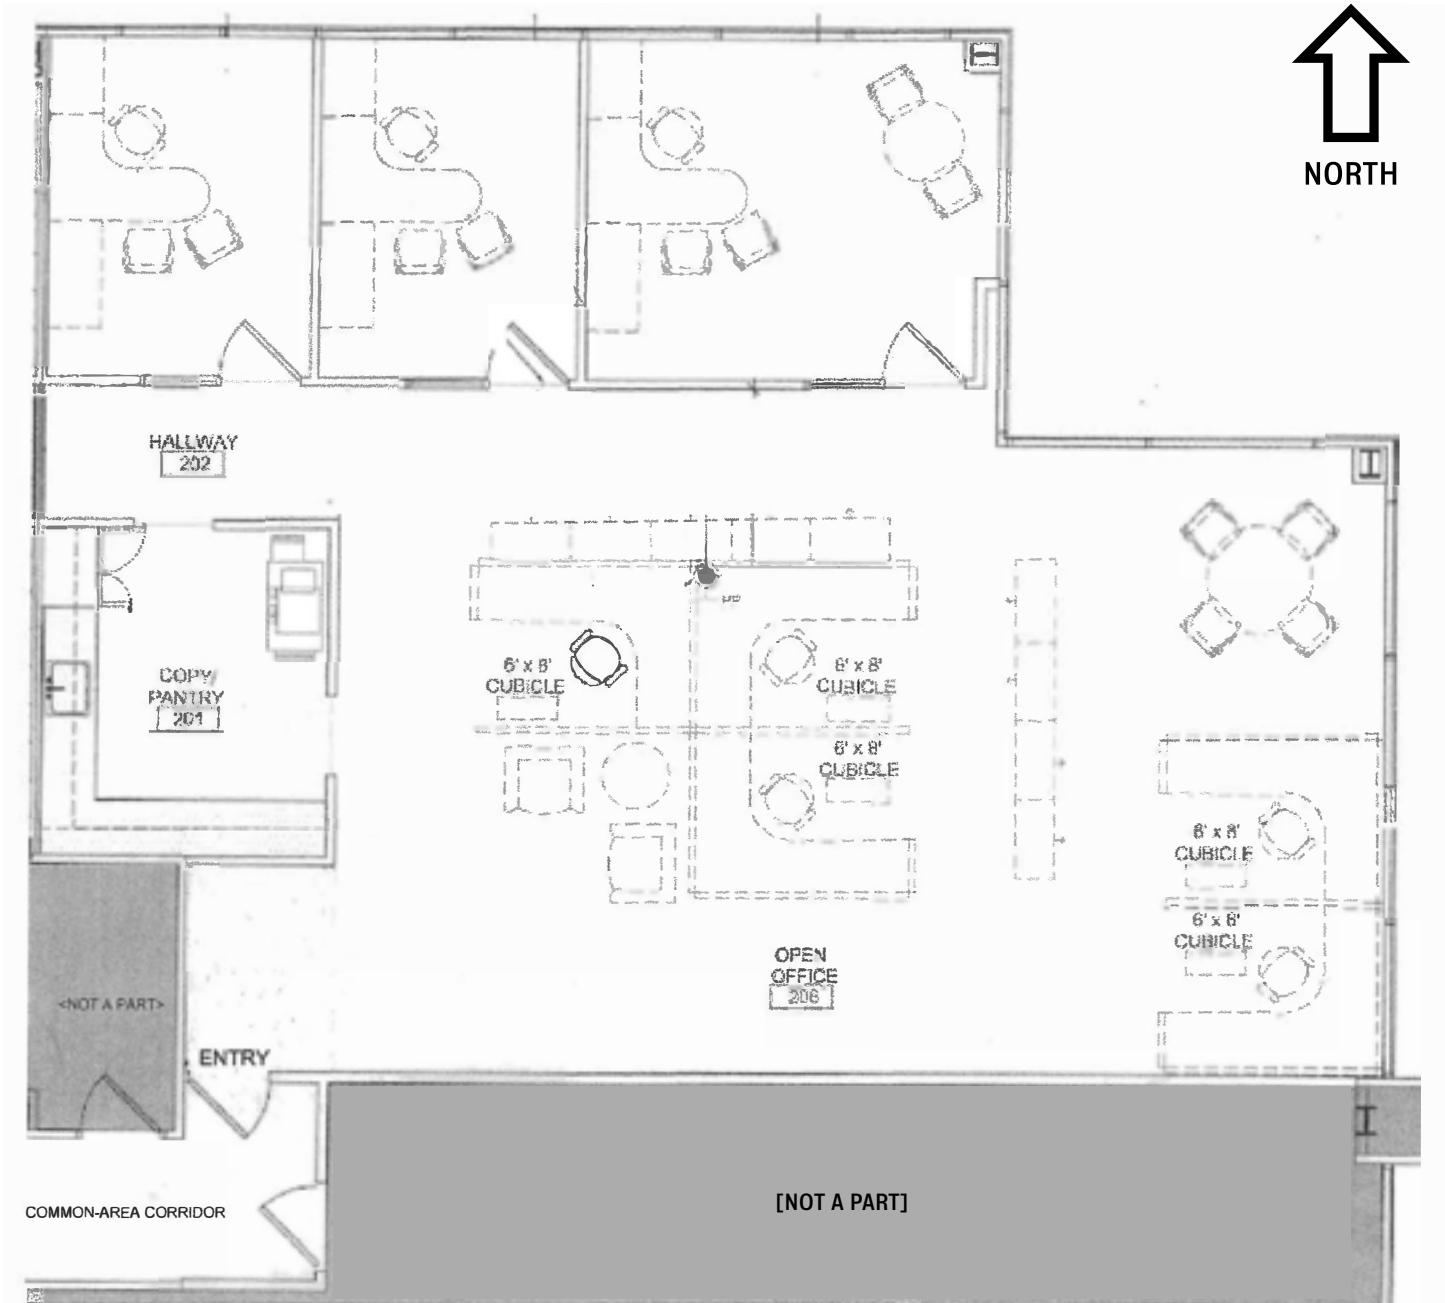 NORTH
HALLWAY
202
COPY/
PANTRY
201
6' x 8'
CUBICLE
6' x 8'
CUBICLE
6' x 8'
CUBICLE
6' x 8'
CUBICLE
6' x 8'
CUBICLE
OPEN
OFFICE
206
<NOT A PART>
ENTRY
COMMON-AREA CORRIDOR
[NOT A PART]